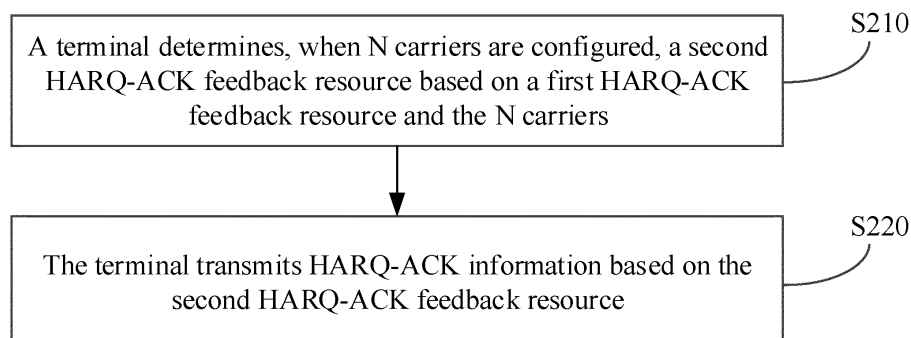 S210
A terminal determines, when N carriers are configured, a second
HARQ-ACK feedback resource based on a first HARQ-ACK
feedback resource and the N carriers
S220
The terminal transmits HARQ-ACK information based on the
second HARQ-ACK feedback resource